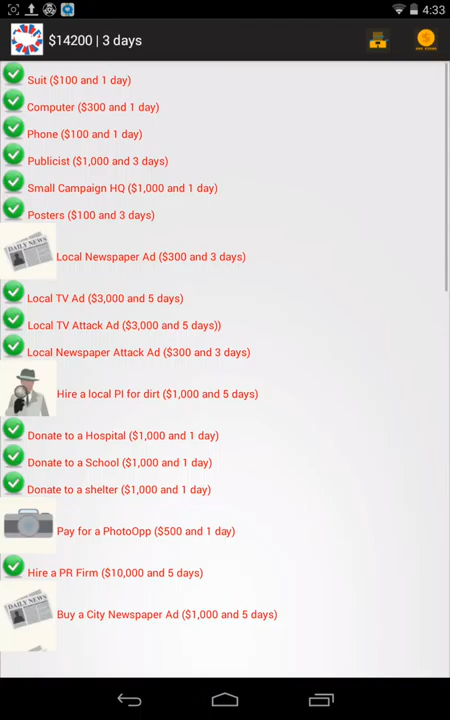 4:33
$14200 | 3 days
Suit ($100 and 1 day)
Computer ($300 and 1 day)
Phone ($100 and 1 day)
Publicist ($1,000 and 3 days)
Small Campaign HQ ($1,000 and 1 day)
Posters ($100 and 3 days)
DAILY NEWS
Local Newspaper Ad ($300 and 3 days)
Local TV Ad ($3,000 and 5 days)
Local TV Attack Ad ($3,000 and 5 days))
Local Newspaper Attack Ad ($300 and 3 days)
Hire a local PI for dirt ($1,000 and 5 days)
Donate to a Hospital ($1,000 and 1 day)
Donate to a School ($1,000 and 1 day)
Donate to a shelter ($1,000 and 1 day)
Pay for a PhotoOpp ($500 and 1 day)
Hire a PR Firm ($10,000 and 5 days)
DAILY NEWS
Buy a City Newspaper Ad ($1,000 and 5 days)